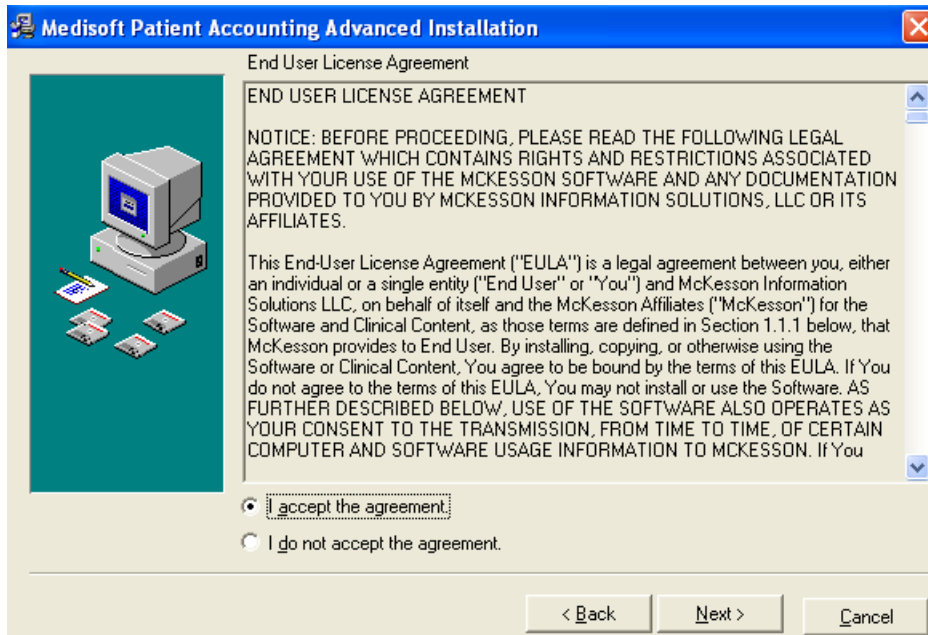 Medisoft Patient Accounting Advanced Installation
End User License Agreement
END USER LICENSE AGREEMENT
NOTICE: BEFORE PROCEEDING, PLEASE READ THE FOLLOWING LEGAL
AGREEMENT WHICH CONTAINS RIGHTS AND RESTRICTIONS ASSOCIATED
WITH YOUR USE OF THE MCKESSON SOFTWARE AND ANY DOCUMENTATION
PROVIDED TO YOU BY MCKESSON INFORMATION SOLUTIONS, LLC OR ITS
AFFILIATES.
This End-User License Agreement ("EULA") is a legal agreement between you, either
an individual or a single entity ("End User" or "You") and McKesson Information
Solutions LLC, on behalf of itself and the McKesson Affiliates ("McKesson") for the
Software and Clinical Content, as those terms are defined in Section 1.1.1 below, that
McKesson provides to End User. By installing, copying, or otherwise using the
Software or Clinical Content, You agree to be bound by the terms of this EULA. If You
do not agree to the terms of this EULA, You may not install or use the Software. AS
FURTHER DESCRIBED BELOW, USE OF THE SOFTWARE ALSO OPERATES AS
YOUR CONSENT TO THE TRANSMISSION, FROM TIME TO TIME, OF CERTAIN
COMPUTER AND SOFTWARE USAGE INFORMATION TO MCKESSON. If You
I accept the agreement.
I do not accept the agreement.
< Back Next > Cancel